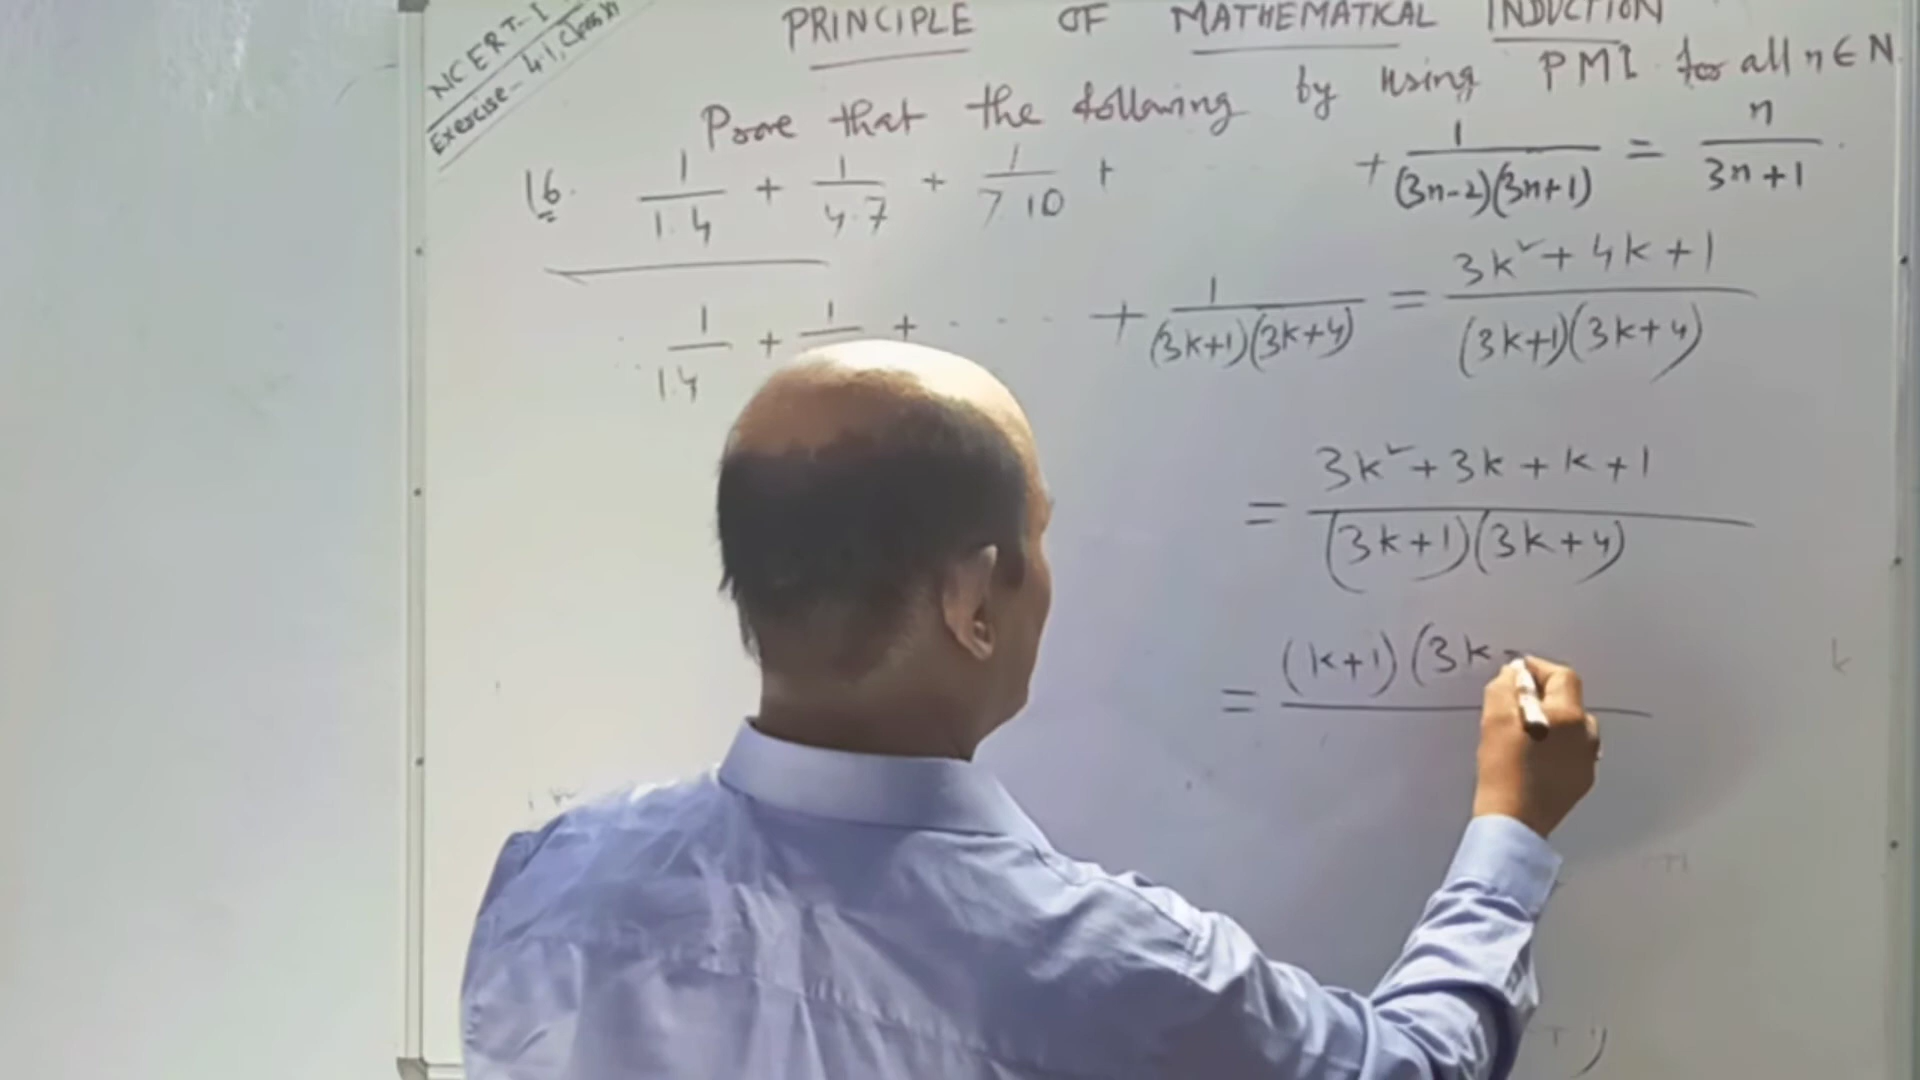 NCERT-I
Exercise-4.1, Class XI
PRINCIPLE OF MATHEMATICAL INDUCTION
Prove that the following by using PMI for all n ∈ N
16. 1/1.4 + 1/4.7 + 1/7.10 + ... + 1/(3n-2)(3n+1) = n/3n+1.
1/1.4 + 1/ + ... + 1/(3k+1)(3k+4) = 3k²+4k+1/(3k+1)(3k+4)
= 3k²+3k+k+1/(3k+1)(3k+4)
= (k+1)(3k
k